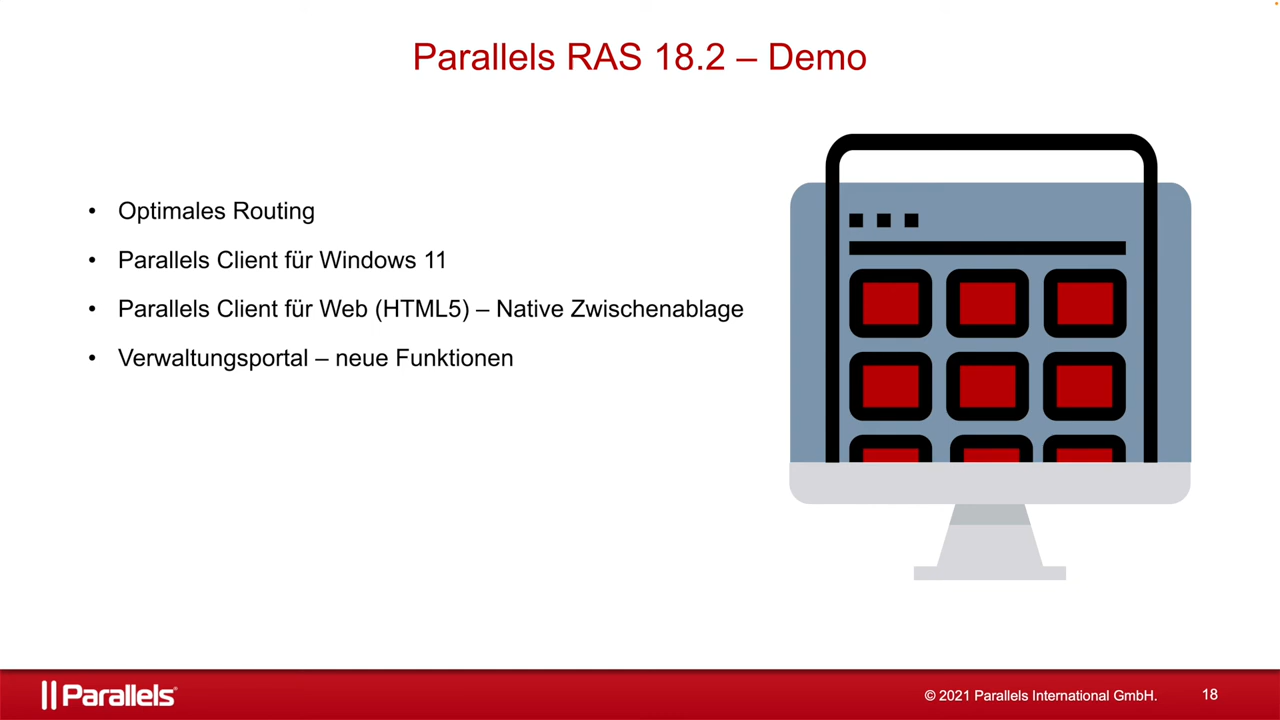 Parallels RAS 18.2 – Demo
• Optimales Routing
• Parallels Client für Windows 11
• Parallels Client für Web (HTML5) – Native Zwischenablage
• Verwaltungsportal – neue Funktionen
Parallels®
© 2021 Parallels International GmbH.
18